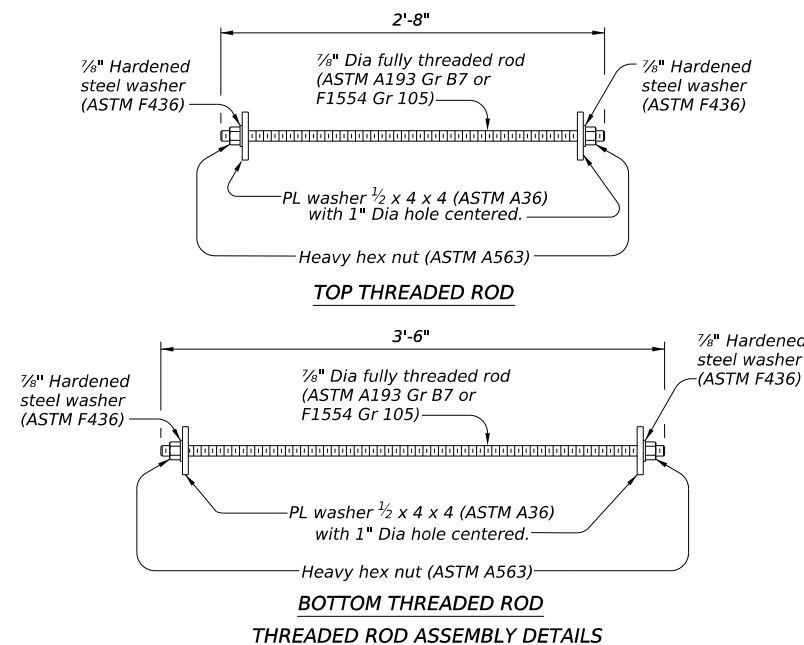 2'-8"
⅞" Hardened
steel washer
(ASTM F436)
⅞" Dia fully threaded rod
(ASTM A193 Gr B7 or
F1554 Gr 105)
⅞" Hardened
steel washer
(ASTM F436)
PL washer ½ x 4 x 4 (ASTM A36)
with 1" Dia hole centered.
Heavy hex nut (ASTM A563)
TOP THREADED ROD
3'-6"
⅞" Hardened
steel washer
(ASTM F436)
⅞" Dia fully threaded rod
(ASTM A193 Gr B7 or
F1554 Gr 105)
⅞" Hardened
steel washer
(ASTM F436)
PL washer ½ x 4 x 4 (ASTM A36)
with 1" Dia hole centered.
Heavy hex nut (ASTM A563)
BOTTOM THREADED ROD
THREADED ROD ASSEMBLY DETAILS